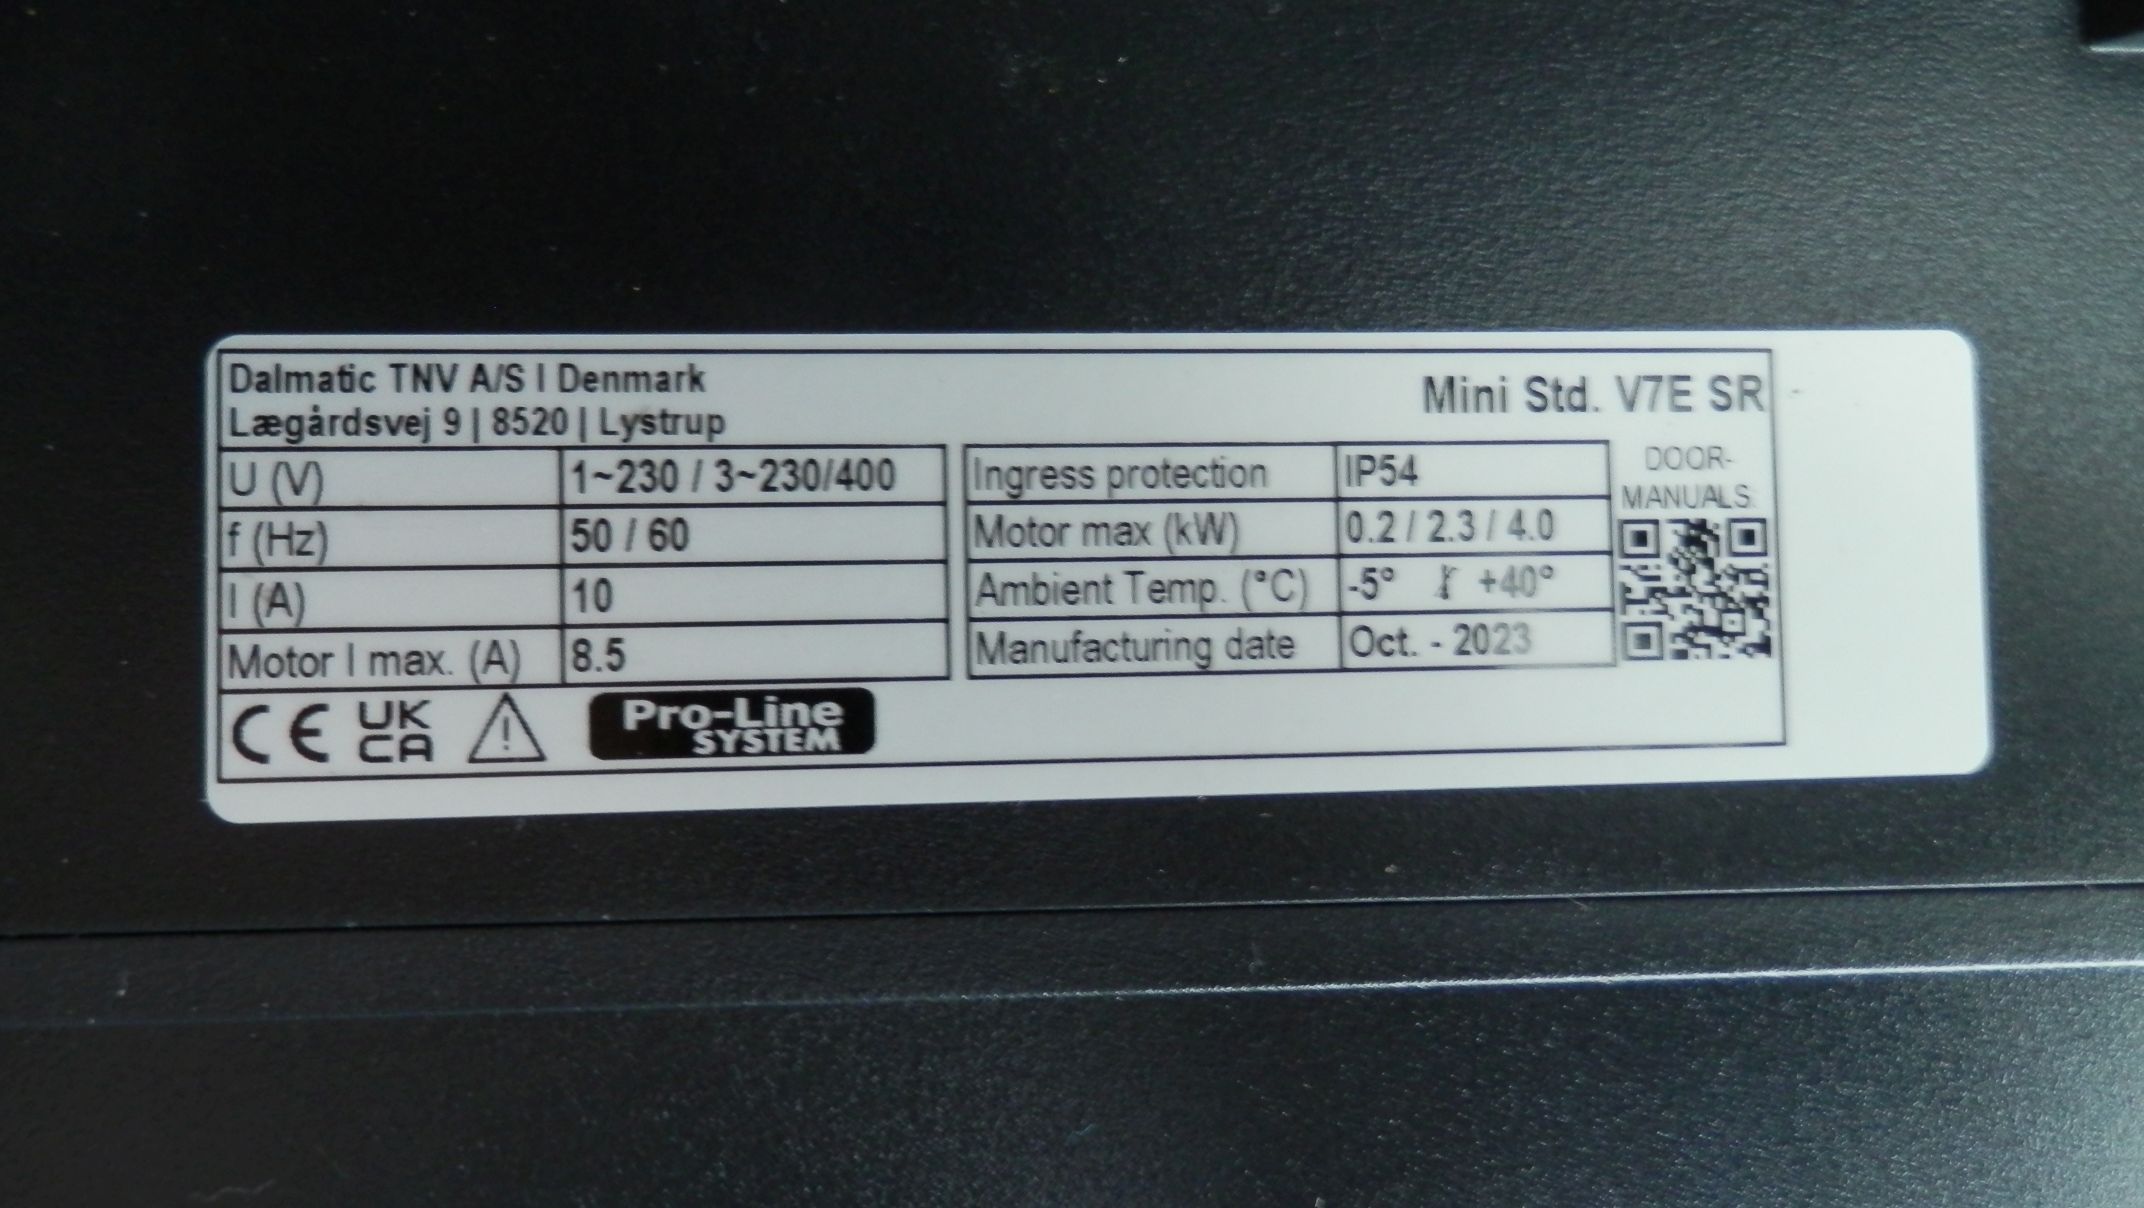 Dalmatic TNV A/S I Denmark
Lægårdsvej 9 | 8520 | Lystrup
Mini Std. V7E SR
U (V) 1~230 / 3~230/400
f (Hz) 50 / 60
I (A) 10
Motor I max. (A) 8.5
Ingress protection IP54
Motor max (kW) 0.2 / 2.3 / 4.0
Ambient Temp. (°C) -5° +40°
Manufacturing date Oct. - 2023
DOOR-
MANUALS
CE UK
CA
Pro-Line
SYSTEM